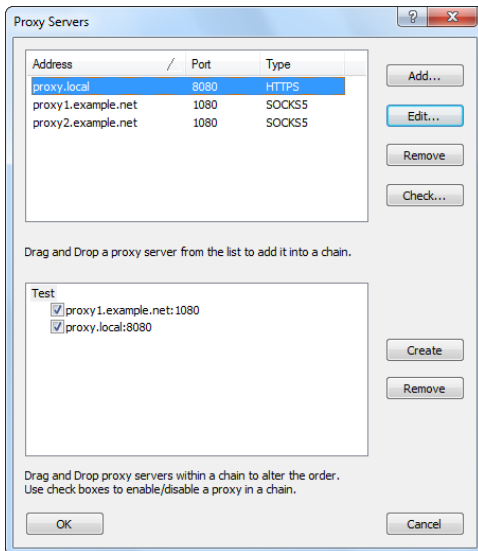 Proxy Servers
?
Address / Port Type
proxy.local 8080 HTTPS
proxy1.example.net 1080 SOCKS5
proxy2.example.net 1080 SOCKS5
Add...
Edit...
Remove
Check...
Drag and Drop a proxy server from the list to add it into a chain.
Test
proxy1.example.net:1080
proxy.local:8080
Create
Remove
Drag and Drop proxy servers within a chain to alter the order.
Use check boxes to enable/disable a proxy in a chain.
OK Cancel